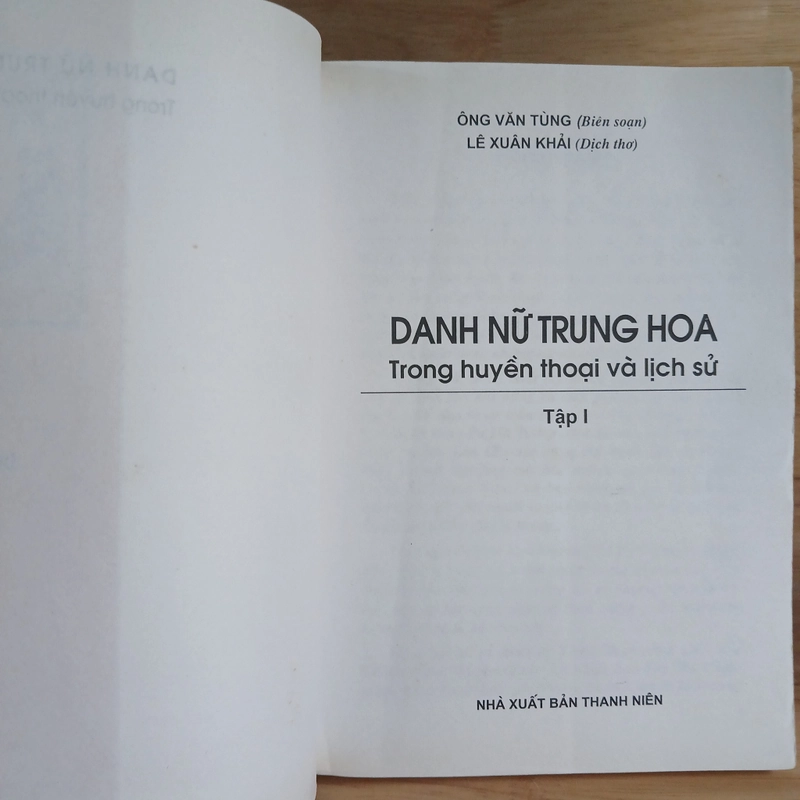 ÔNG VĂN TÙNG (Biên soạn)
LÊ XUÂN KHẢI (Dịch thơ)
DANH NỮ TRUNG HOA
Trong huyền thoại và lịch sử
Tập I
NHÀ XUẤT BẢN THANH NIÊN